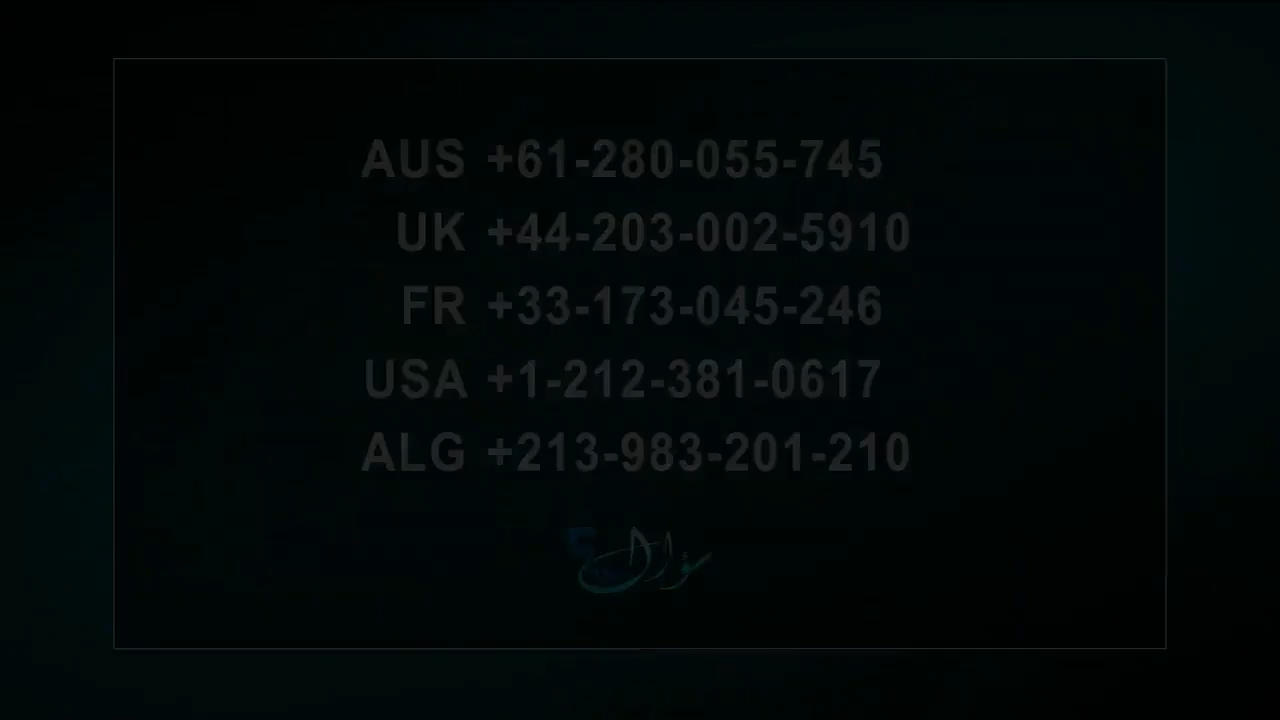 AUS +61-280-055-745
UK +44-203-002-5910
FR +33-173-045-246
USA +1-212-381-0617
ALG +213-983-201-210
سؤال